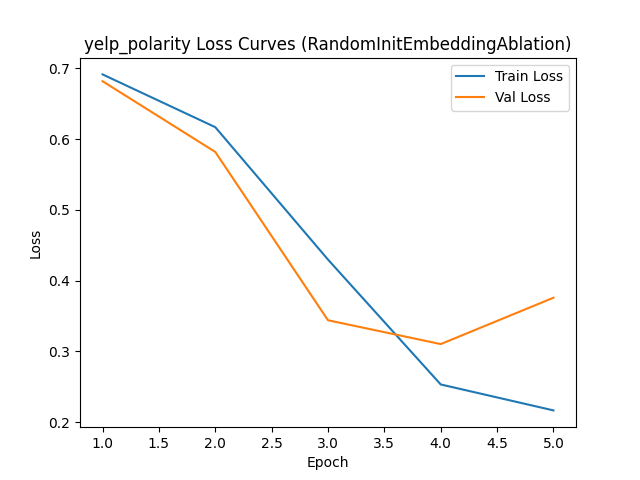 yelp_polarity Loss Curves (RandomInitEmbeddingAblation)
Train Loss
Val Loss
0.7
0.6
0.5
0.4
0.3
0.2
Loss
1.0 1.5 2.0 2.5 3.0 3.5 4.0 4.5 5.0
Epoch